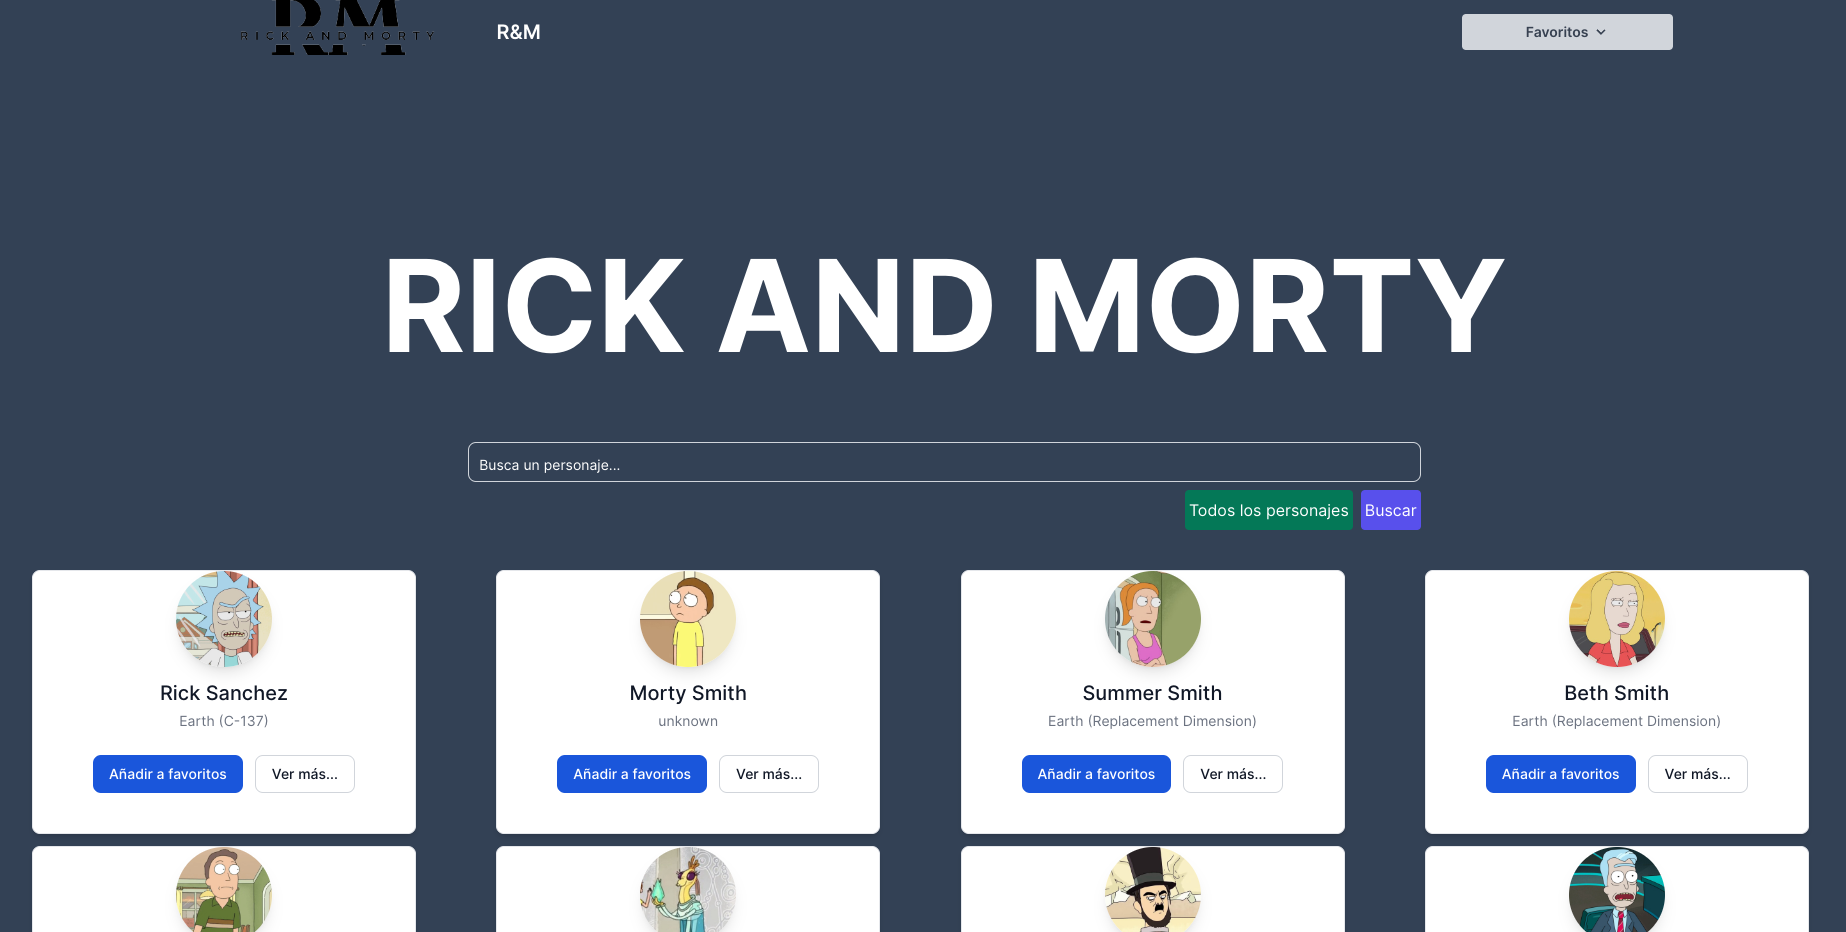 RM
RICK AND MORTY
R&M
Favoritos
RICK AND MORTY
Busca un personaje...
Todos los personajes
Buscar
Rick Sanchez
Earth (C-137)
Añadir a favoritos
Ver más...
Morty Smith
unknown
Añadir a favoritos
Ver más...
Summer Smith
Earth (Replacement Dimension)
Añadir a favoritos
Ver más...
Beth Smith
Earth (Replacement Dimension)
Añadir a favoritos
Ver más...